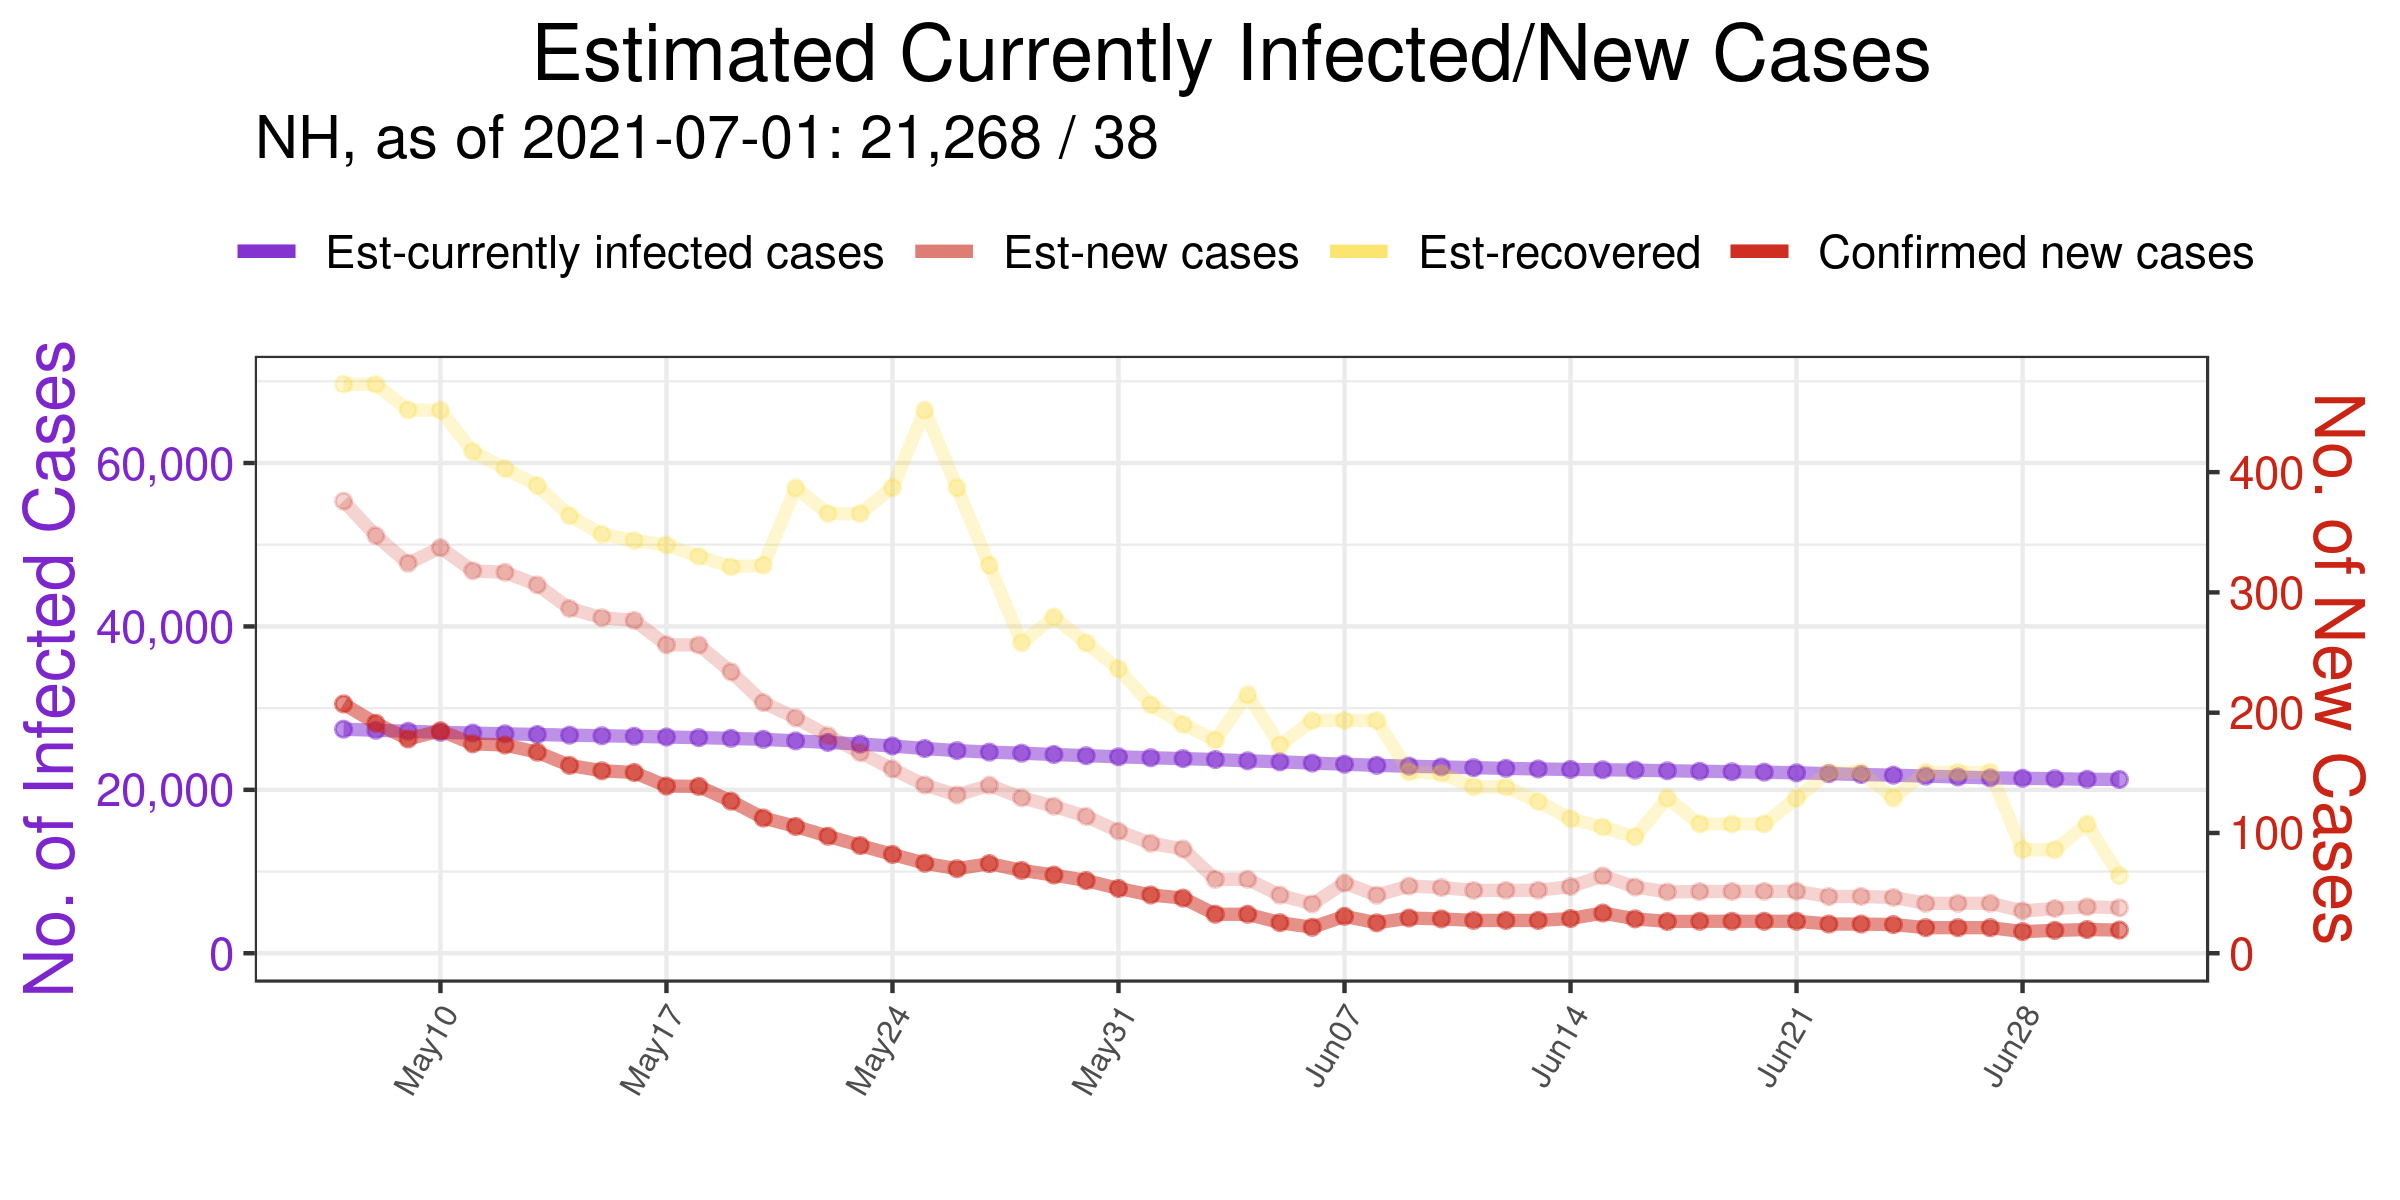 Estimated Currently Infected/New Cases
NH, as of 2021-07-01: 21,268 / 38
Est-currently infected cases Est-new cases Est-recovered Confirmed new cases
No. of Infected Cases
60,000
40,000
20,000
0
400
300
200
100
0
No. of New Cases
May10 May17 May24 May31 Jun07 Jun14 Jun21 Jun28